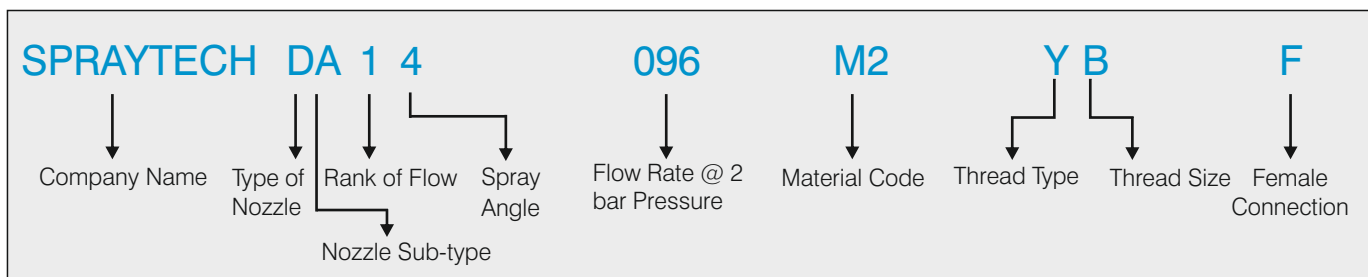 SPRAYTECH DA 1 4 096 M2 Y B F
Company Name
Type of
Nozzle
Rank of Flow
Spray
Angle
Flow Rate @ 2
bar Pressure
Material Code
Thread Type
Thread Size
Female
Connection
Nozzle Sub-type